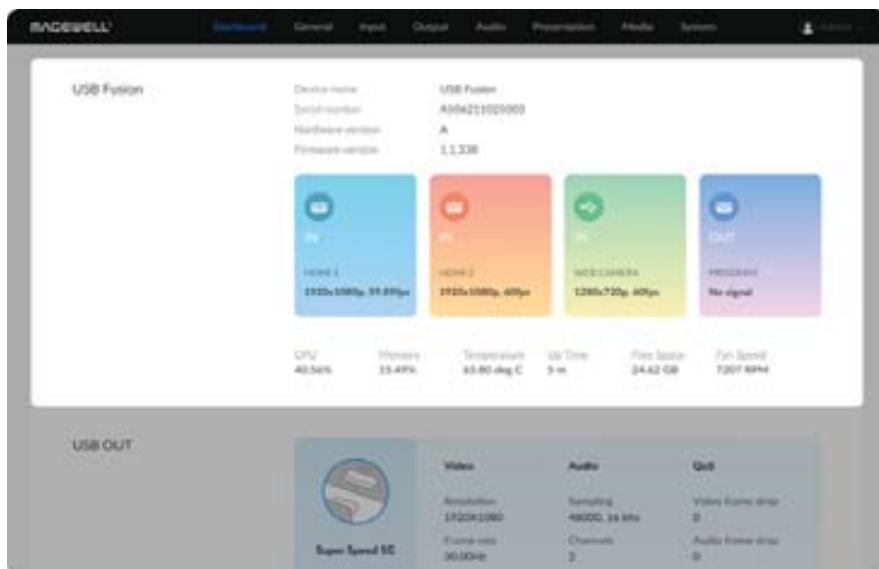 MAGEWELL
Dashboard General Input Output Audio Presentation Media System Admin
USB Fusion
Device name USB Fusion
Serial number
Hardware version A
Firmware version 1.1.338
IN IN IN OUT
HDMI 1 HDMI 2 WEB CAMERA PROGRAM
1920x1080p, 59.89fps 1920x1080p, 60fps 1280x720p, 60fps No signal
CPU Memory Temperature Up Time Free Space Fan Speed
40.56% 15.49% 65.80 deg C 5 m 24.62 GB 7207 RPM
USB OUT
Video Audio QoS
Resolution Sampling Video frame drop
1920X1080 48000, 16 bits 0
Super Speed 5G
Frame rate Channels Audio frame drop
30.00Hz 2 0